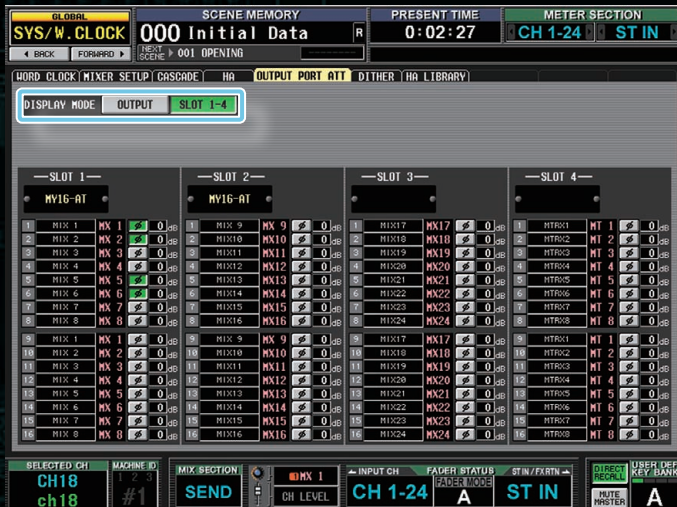 GLOBAL
SYS/W.CLOCK
BACK FORWARD
SCENE MEMORY
000 Initial Data R
NEXT SCENE 001 OPENING
PRESENT TIME
0:02:27
METER SECTION
CH 1-24 ST IN
WORD CLOCK MIXER SETUP CASCADE HA OUTPUT PORT ATT DITHER HA LIBRARY
DISPLAY MODE OUTPUT SLOT 1-4
SLOT 1 SLOT 2 SLOT 3 SLOT 4
MY16-AT MY16-AT
1 MIX 1 MX 1 ø 0 dB 1 MIX 9 MX 9 ø 0 dB 1 MIX17 MX17 ø 0 dB 1 MTRX1 MT 1 ø 0 dB
2 MIX 2 MX 2 ø 0 dB 2 MIX10 MX10 ø 0 dB 2 MIX18 MX18 ø 0 dB 2 MTRX2 MT 2 ø 0 dB
3 MIX 3 MX 3 ø 0 dB 3 MIX11 MX11 ø 0 dB 3 MIX19 MX19 ø 0 dB 3 MTRX3 MT 3 ø 0 dB
4 MIX 4 MX 4 ø 0 dB 4 MIX12 MX12 ø 0 dB 4 MIX20 MX20 ø 0 dB 4 MTRX4 MT 4 ø 0 dB
5 MIX 5 MX 5 ø 0 dB 5 MIX13 MX13 ø 0 dB 5 MIX21 MX21 ø 0 dB 5 MTRX5 MT 5 ø 0 dB
6 MIX 6 MX 6 ø 0 dB 6 MIX14 MX14 ø 0 dB 6 MIX22 MX22 ø 0 dB 6 MTRX6 MT 6 ø 0 dB
7 MIX 7 MX 7 ø 0 dB 7 MIX15 MX15 ø 0 dB 7 MIX23 MX23 ø 0 dB 7 MTRX7 MT 7 ø 0 dB
8 MIX 8 MX 8 ø 0 dB 8 MIX16 MX16 ø 0 dB 8 MIX24 MX24 ø 0 dB 8 MTRX8 MT 8 ø 0 dB
9 MIX 1 MX 1 ø 0 dB 9 MIX 9 MX 9 ø 0 dB 9 MIX17 MX17 ø 0 dB 9 MTRX1 MT 1 ø 0 dB
10 MIX 2 MX 2 ø 0 dB 10 MIX10 MX10 ø 0 dB 10 MIX18 MX18 ø 0 dB 10 MTRX2 MT 2 ø 0 dB
11 MIX 3 MX 3 ø 0 dB 11 MIX11 MX11 ø 0 dB 11 MIX19 MX19 ø 0 dB 11 MTRX3 MT 3 ø 0 dB
12 MIX 4 MX 4 ø 0 dB 12 MIX12 MX12 ø 0 dB 12 MIX20 MX20 ø 0 dB 12 MTRX4 MT 4 ø 0 dB
13 MIX 5 MX 5 ø 0 dB 13 MIX13 MX13 ø 0 dB 13 MIX21 MX21 ø 0 dB 13 MTRX5 MT 5 ø 0 dB
14 MIX 6 MX 6 ø 0 dB 14 MIX14 MX14 ø 0 dB 14 MIX22 MX22 ø 0 dB 14 MTRX6 MT 6 ø 0 dB
15 MIX 7 MX 7 ø 0 dB 15 MIX15 MX15 ø 0 dB 15 MIX23 MX23 ø 0 dB 15 MTRX7 MT 7 ø 0 dB
16 MIX 8 MX 8 ø 0 dB 16 MIX16 MX16 ø 0 dB 16 MIX24 MX24 ø 0 dB 16 MTRX8 MT 8 ø 0 dB
SELECTED CH
CH18
ch18
MACHINE ID
1 2 3
#1
MIX SECTION
SEND
MX 1
CH LEVEL
INPUT CH FADER STATUS ST IN/FXRTN
CH 1-24 FADER MODE A ST IN
DIRECT RECALL
MUTE MASTER
USER DEF
KEY BANK
A